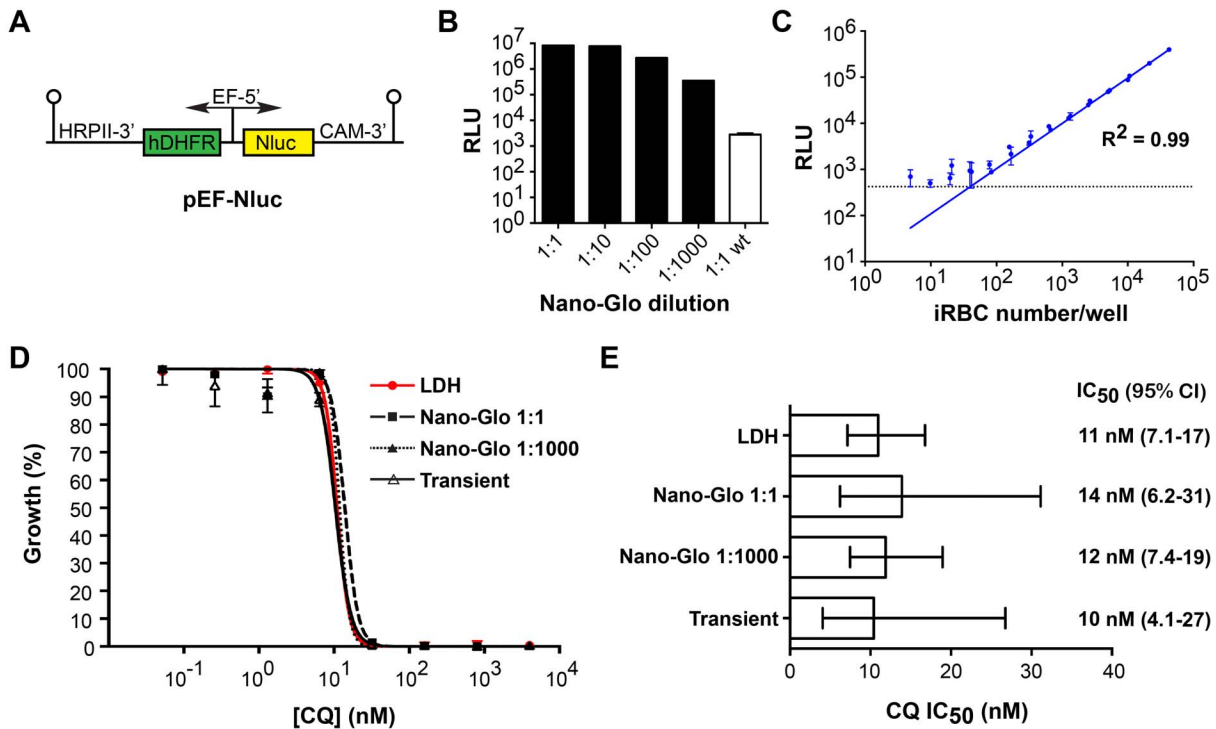 A
EF-5'
HRPII-3'
hDHFR
Nluc
CAM-3'
pEF-Nluc
B
RLU
10^7
10^6
10^5
10^4
10^3
10^2
10^1
10^0
1:1
1:10
1:100
1:1000
1:1 wt
Nano-Glo dilution
C
RLU
10^6
10^5
10^4
10^3
10^2
10^1
R^2 = 0.99
10^0 10^1 10^2 10^3 10^4 10^5
iRBC number/well
D
Growth (%)
100
90
80
70
60
50
40
30
20
10
0
LDH
Nano-Glo 1:1
Nano-Glo 1:1000
Transient
10^-1 10^0 10^1 10^2 10^3 10^4
[CQ] (nM)
E
IC50 (95% CI)
LDH 11 nM (7.1-17)
Nano-Glo 1:1 14 nM (6.2-31)
Nano-Glo 1:1000 12 nM (7.4-19)
Transient 10 nM (4.1-27)
0 10 20 30 40
CQ IC50 (nM)